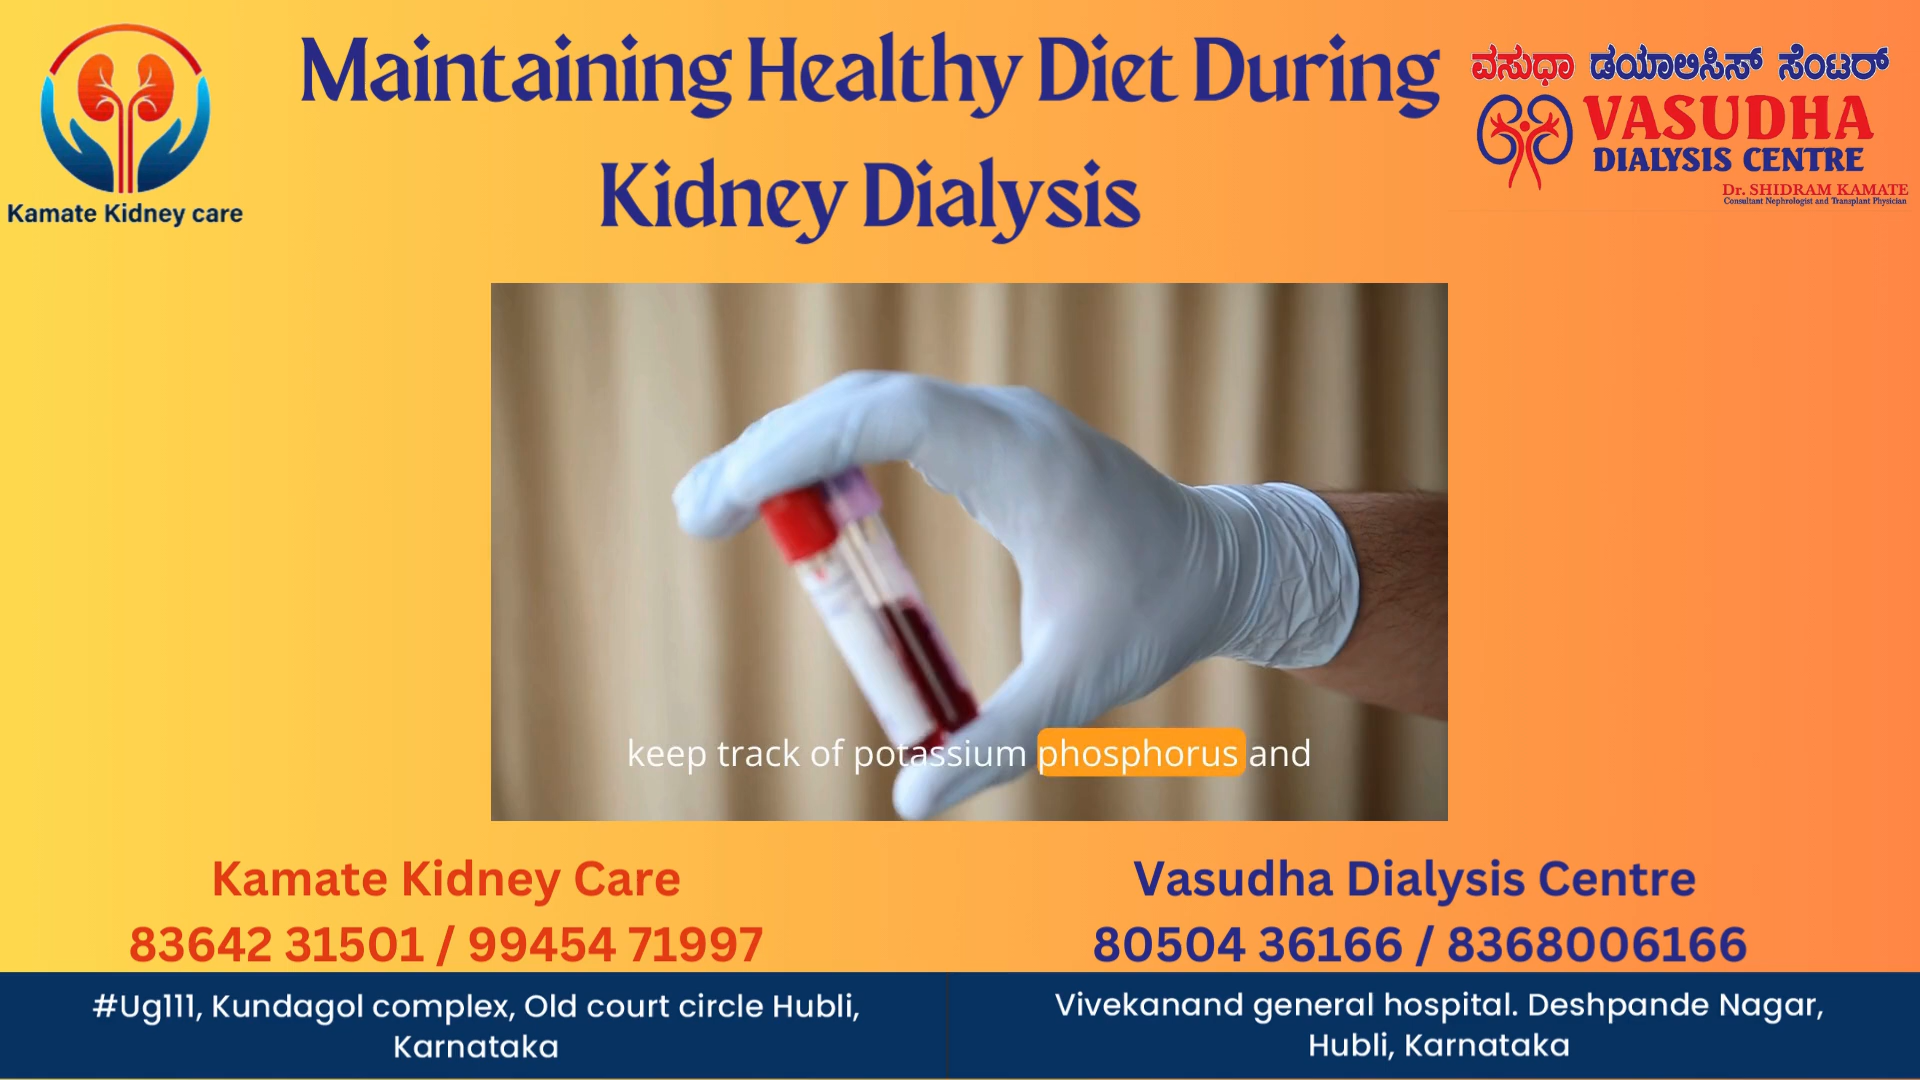 Maintaining Healthy Diet During
Kidney Dialysis
Kamate Kidney care
ವಸುಧಾ ಡಯಾಲಿಸಿಸ್ ಸೆಂಟರ್
VASUDHA
DIALYSIS CENTRE
Dr. SHIDRAM KAMATE
Consultant Nephrologist and Transplant Physician
keep track of potassium phosphorus and
Kamate Kidney Care
83642 31501 / 99454 71997
#Ug111, Kundagol complex, Old court circle Hubli,
Karnataka
Vasudha Dialysis Centre
80504 36166 / 8368006166
Vivekanand general hospital. Deshpande Nagar,
Hubli, Karnataka